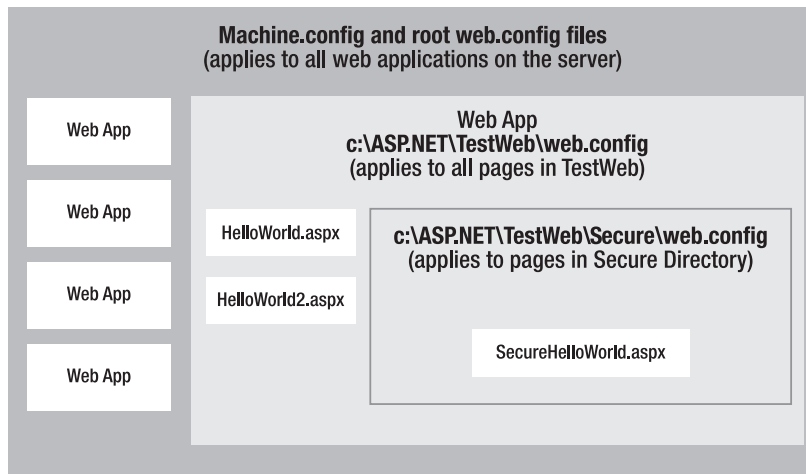 Machine.config and root web.config files
(applies to all web applications on the server)
Web App
Web App
Web App
Web App
Web App
c:\ASP.NET\TestWeb\web.config
(applies to all pages in TestWeb)
HelloWorld.aspx
HelloWorld2.aspx
c:\ASP.NET\TestWeb\Secure\web.config
(applies to pages in Secure Directory)
SecureHelloWorld.aspx